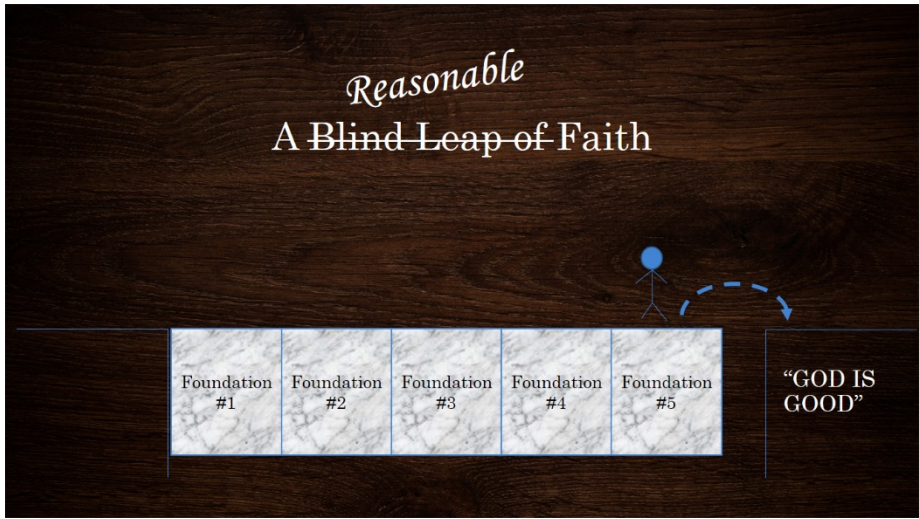 Reasonable
A Blind Leap of Faith
Foundation
#1
Foundation
#2
Foundation
#3
Foundation
#4
Foundation
#5
“GOD IS
GOOD”